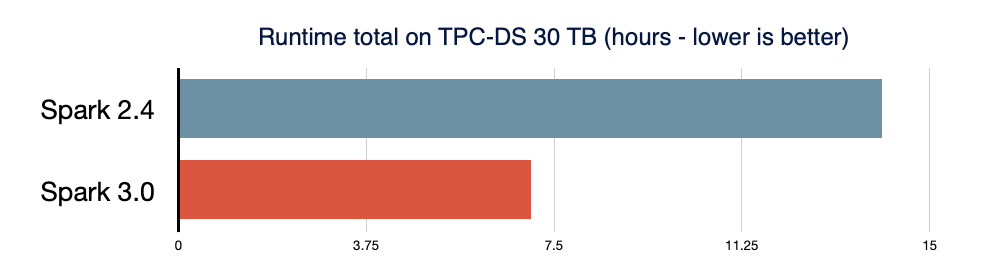 Runtime total on TPC-DS 30 TB (hours - lower is better)
Spark 2.4
Spark 3.0
0 3.75 7.5 11.25 15